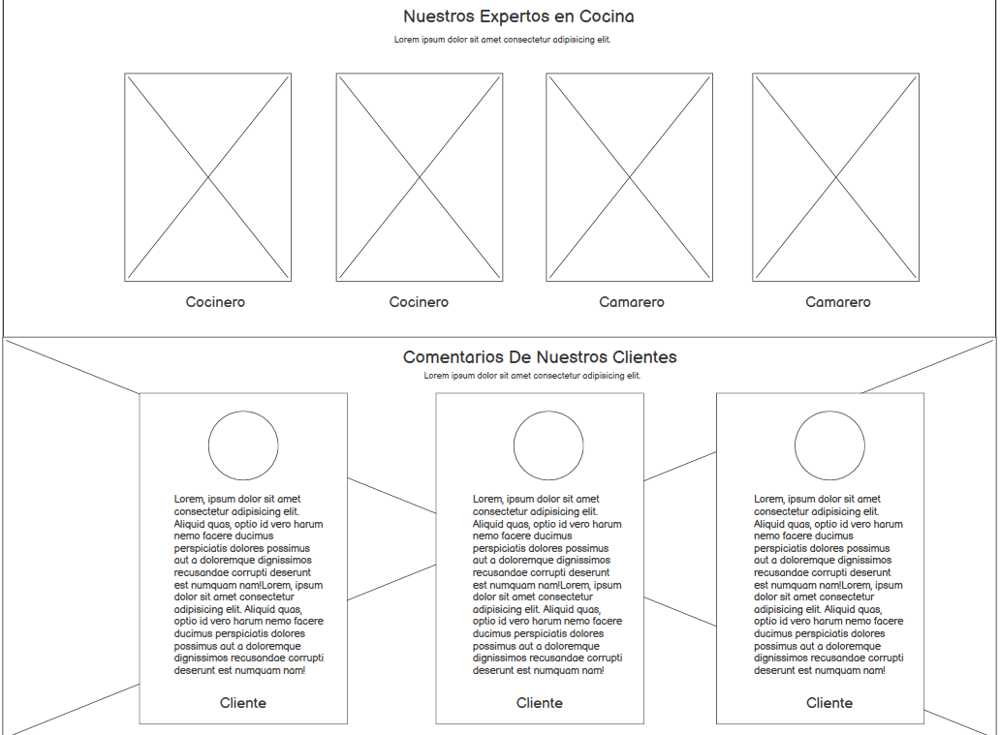 Nuestros Expertos en Cocina
Lorem ipsum dolor sit amet consectetur adipisicing elit.
Cocinero
Cocinero
Camarero
Camarero
Comentarios De Nuestros Clientes
Lorem ipsum dolor sit amet consectetur adipisicing elit.
Lorem, ipsum dolor sit amet
consectetur adipisicing elit.
Aliquid quas, optio id vero harum
nemo facere ducimus
perspiciatis dolores possimus
aut a doloremque dignissimos
recusandae corrupti deserunt
est numquam nam!Lorem, ipsum
dolor sit amet consectetur
adipisicing elit. Aliquid quas,
optio id vero harum nemo facere
ducimus perspiciatis dolores
possimus aut a doloremque
dignissimos recusandae corrupti
deserunt est numquam nam!
Cliente
Lorem, ipsum dolor sit amet
consectetur adipisicing elit.
Aliquid quas, optio id vero harum
nemo facere ducimus
perspiciatis dolores possimus
aut a doloremque dignissimos
recusandae corrupti deserunt
est numquam nam!Lorem, ipsum
dolor sit amet consectetur
adipisicing elit. Aliquid quas,
optio id vero harum nemo facere
ducimus perspiciatis dolores
possimus aut a doloremque
dignissimos recusandae corrupti
deserunt est numquam nam!
Cliente
Lorem, ipsum dolor sit amet
consectetur adipisicing elit.
Aliquid quas, optio id vero harum
nemo facere ducimus
perspiciatis dolores possimus
aut a doloremque dignissimos
recusandae corrupti deserunt
est numquam nam!Lorem, ipsum
dolor sit amet consectetur
adipisicing elit. Aliquid quas,
optio id vero harum nemo facere
ducimus perspiciatis dolores
possimus aut a doloremque
dignissimos recusandae corrupti
deserunt est numquam nam!
Cliente